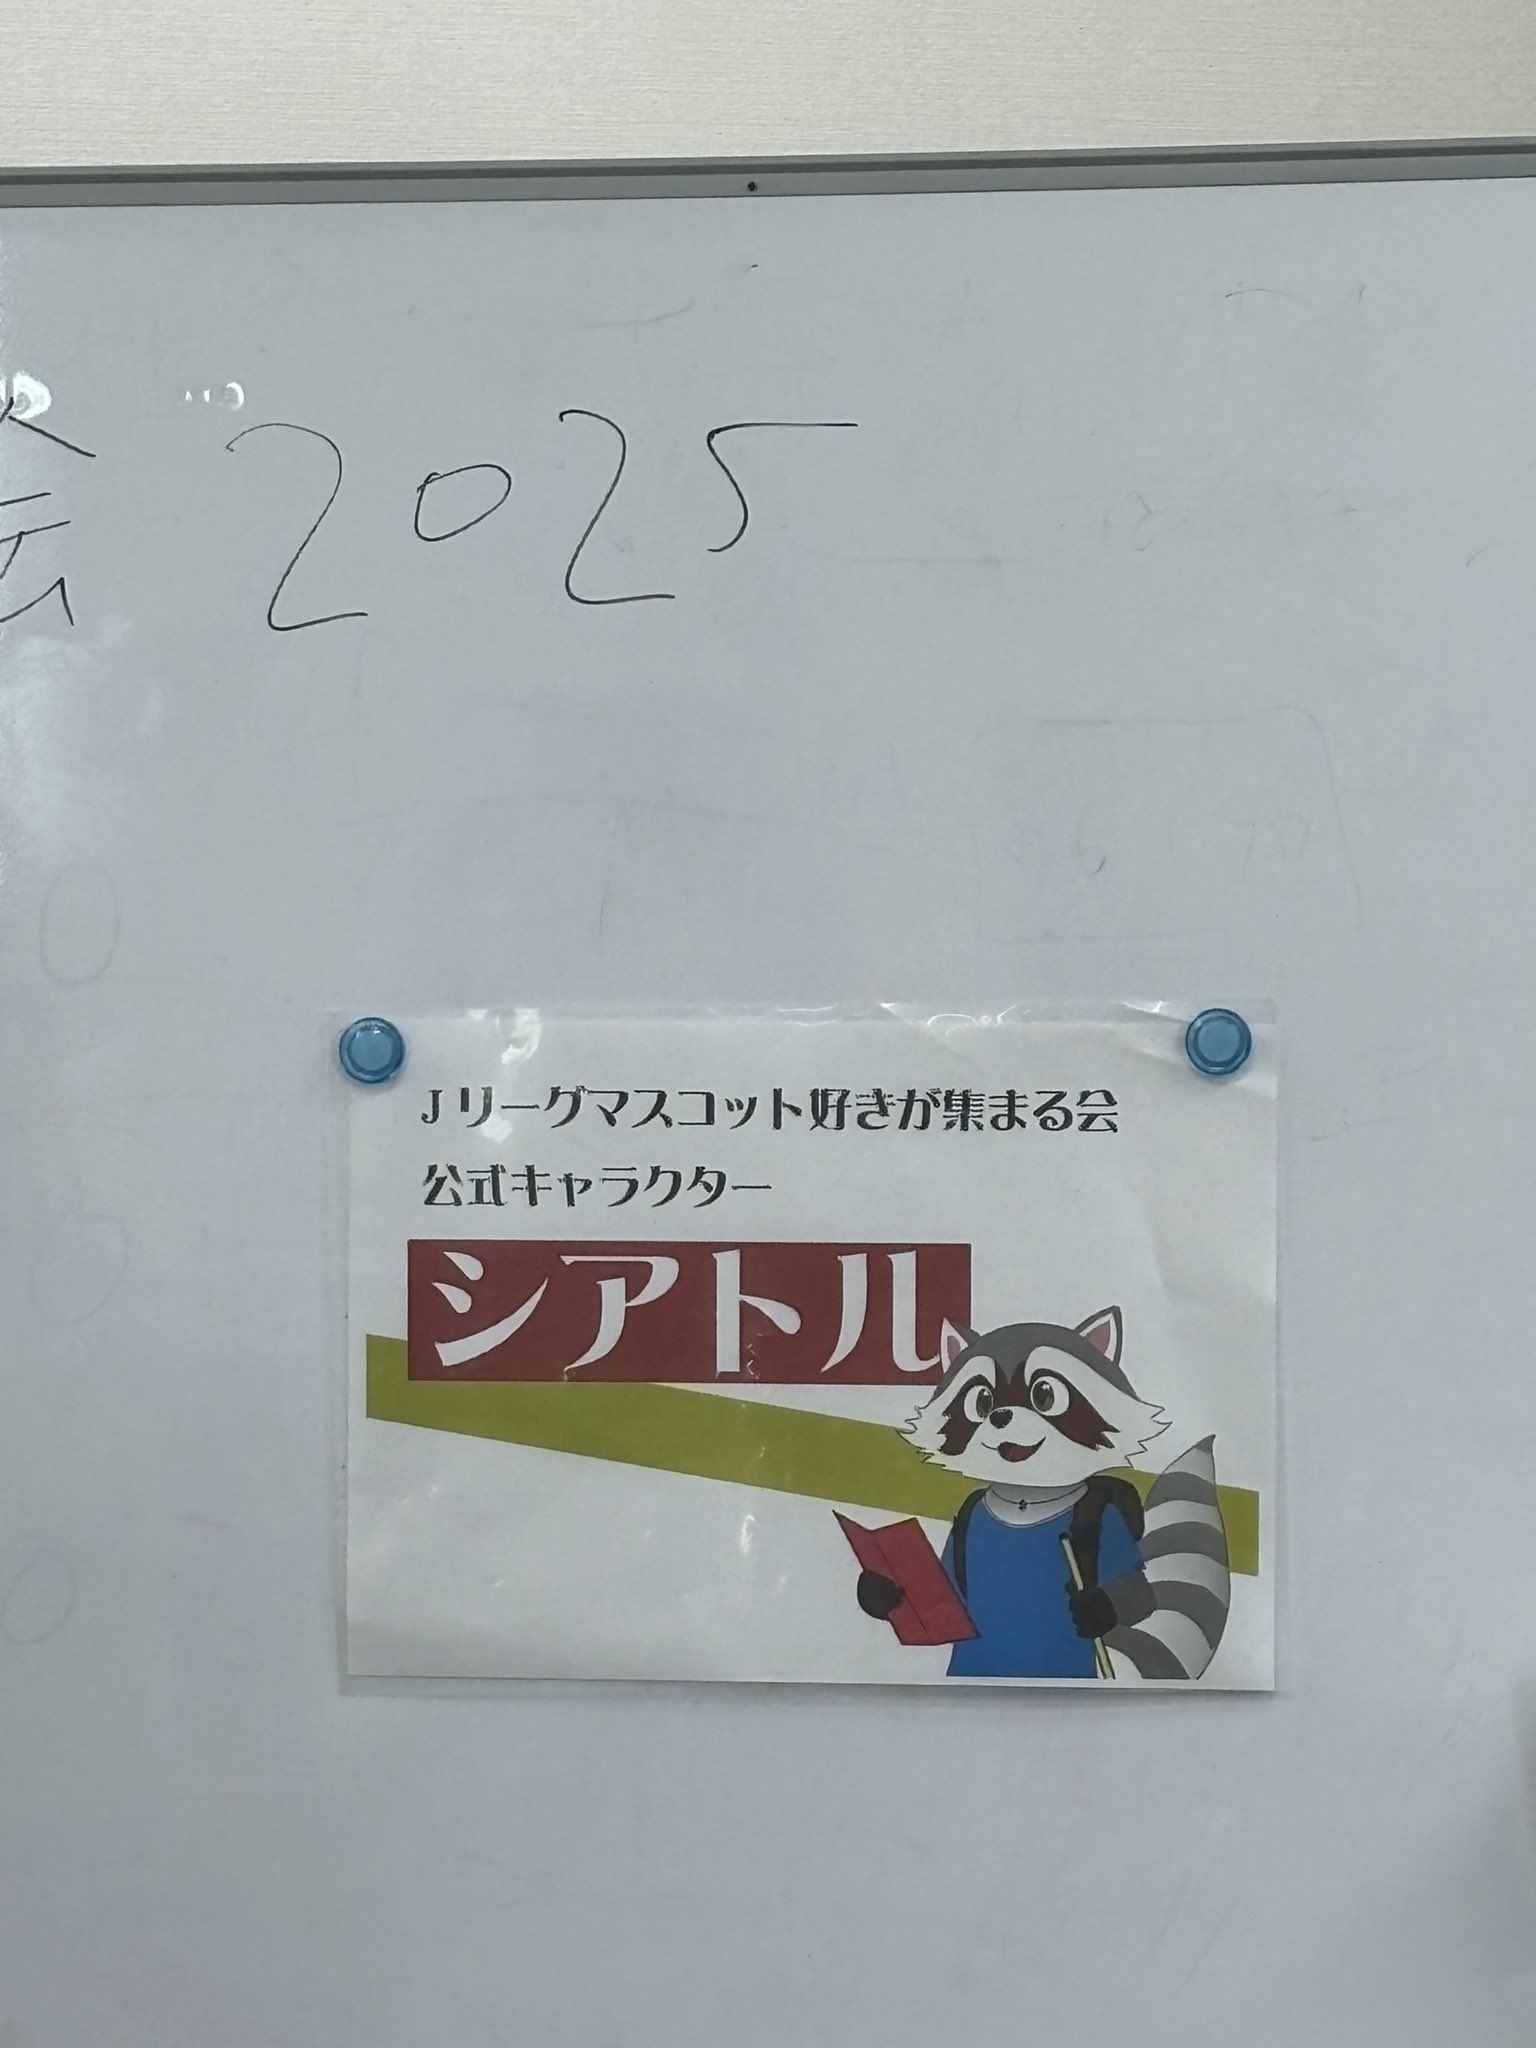 会 2025
Jリーグマスコット好きが集まる会
公式キャラクター
シアトル